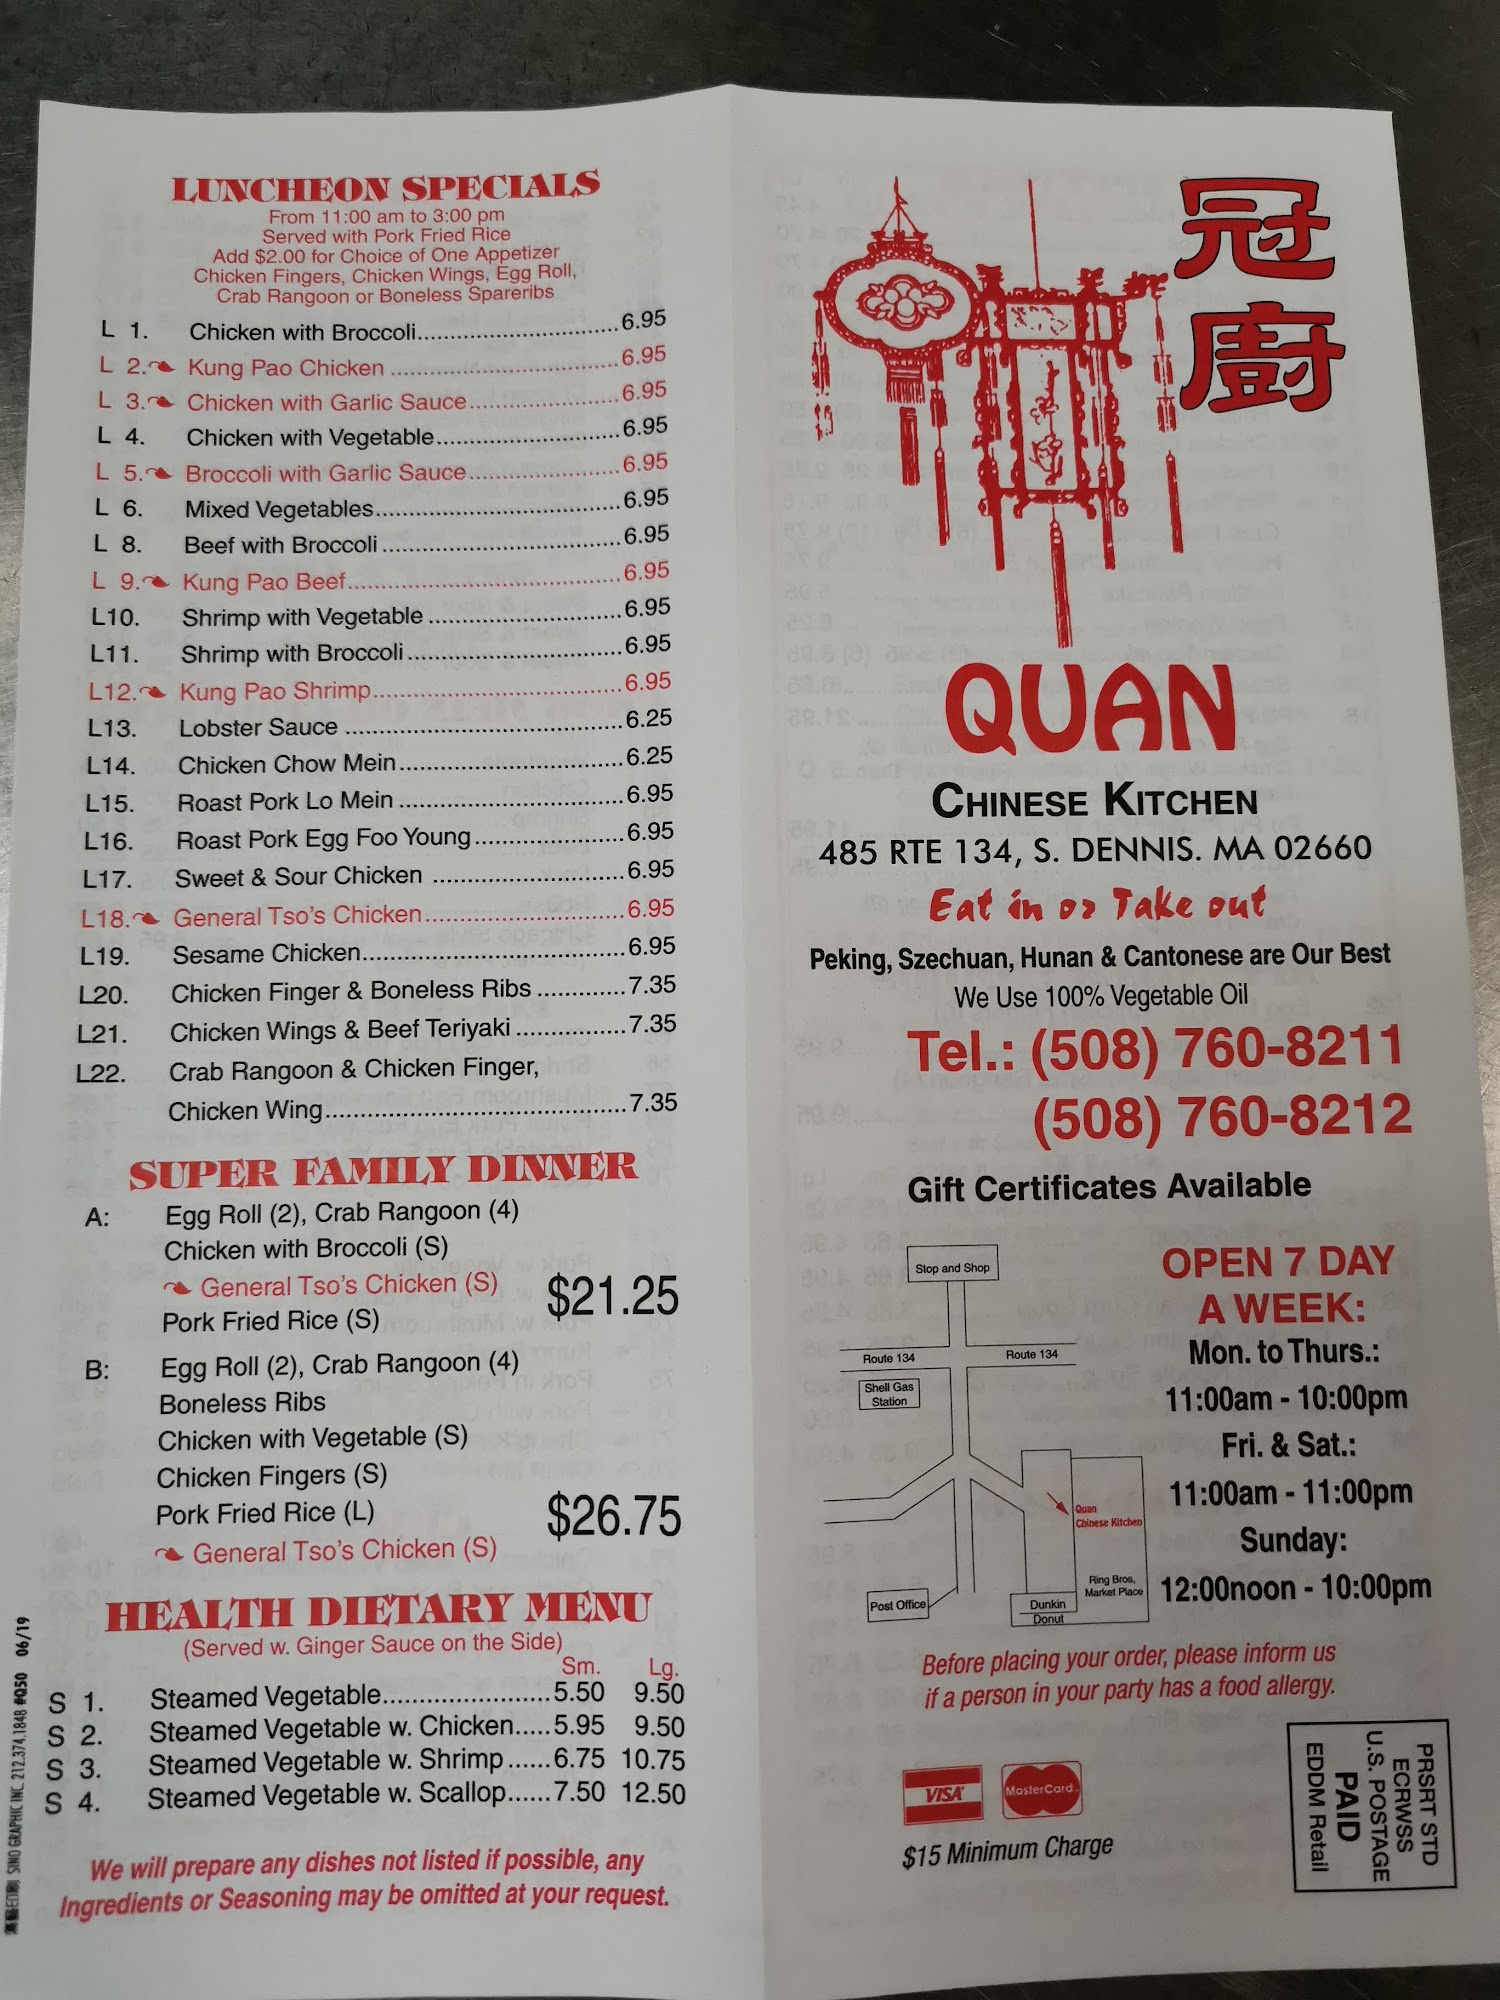 LUNCHEON SPECIALS
From 11:00 am to 3:00 pm
Served with Pork Fried Rice
Add $2.00 for Choice of One Appetizer
Chicken Fingers, Chicken Wings, Egg Roll,
Crab Rangoon or Boneless Spareribs
L 1. Chicken with Broccoli 6.95
L 2. Kung Pao Chicken 6.95
L 3. Chicken with Garlic Sauce 6.95
L 4. Chicken with Vegetable 6.95
L 5. Broccoli with Garlic Sauce 6.95
L 6. Mixed Vegetables 6.95
L 8. Beef with Broccoli 6.95
L 9. Kung Pao Beef 6.95
L10. Shrimp with Vegetable 6.95
L11. Shrimp with Broccoli 6.95
L12. Kung Pao Shrimp 6.95
L13. Lobster Sauce 6.25
L14. Chicken Chow Mein 6.25
L15. Roast Pork Lo Mein 6.95
L16. Roast Pork Egg Foo Young 6.95
L17. Sweet & Sour Chicken 6.95
L18. General Tso's Chicken 6.95
L19. Sesame Chicken 6.95
L20. Chicken Finger & Boneless Ribs 7.35
L21. Chicken Wings & Beef Teriyaki 7.35
L22. Crab Rangoon & Chicken Finger,
Chicken Wing 7.35
SUPER FAMILY DINNER
A: Egg Roll (2), Crab Rangoon (4)
Chicken with Broccoli (S)
General Tso's Chicken (S) $21.25
Pork Fried Rice (S)
B: Egg Roll (2), Crab Rangoon (4)
Boneless Ribs
Chicken with Vegetable (S)
Chicken Fingers (S)
Pork Fried Rice (L) $26.75
General Tso's Chicken (S)
HEALTH DIETARY MENU
(Served w. Ginger Sauce on the Side)
Sm. Lg.
S 1. Steamed Vegetable 5.50 9.50
S 2. Steamed Vegetable w. Chicken 5.95 9.50
S 3. Steamed Vegetable w. Shrimp 6.75 10.75
S 4. Steamed Vegetable w. Scallop 7.50 12.50
We will prepare any dishes not listed if possible, any
Ingredients or Seasoning may be omitted at your request.
SINO GRAPHIC INC. 212.374.1848 #Q50 06/19
冠
廚
QUAN
CHINESE KITCHEN
485 RTE 134, S. DENNIS. MA 02660
Eat in or Take out
Peking, Szechuan, Hunan & Cantonese are Our Best
We Use 100% Vegetable Oil
Tel.: (508) 760-8211
(508) 760-8212
Gift Certificates Available
Stop and Shop
Route 134
Route 134
Shell Gas
Station
Quan
Chinese Kitchen
Ring Bros,
Market Place
Post Office
Dunkin
Donut
OPEN 7 DAY
A WEEK:
Mon. to Thurs.:
11:00am - 10:00pm
Fri. & Sat.:
11:00am - 11:00pm
Sunday:
12:00noon - 10:00pm
Before placing your order, please inform us
if a person in your party has a food allergy.
VISA
MasterCard
$15 Minimum Charge
PRSRT STD
ECRWSS
U.S. POSTAGE
PAID
EDDM Retail